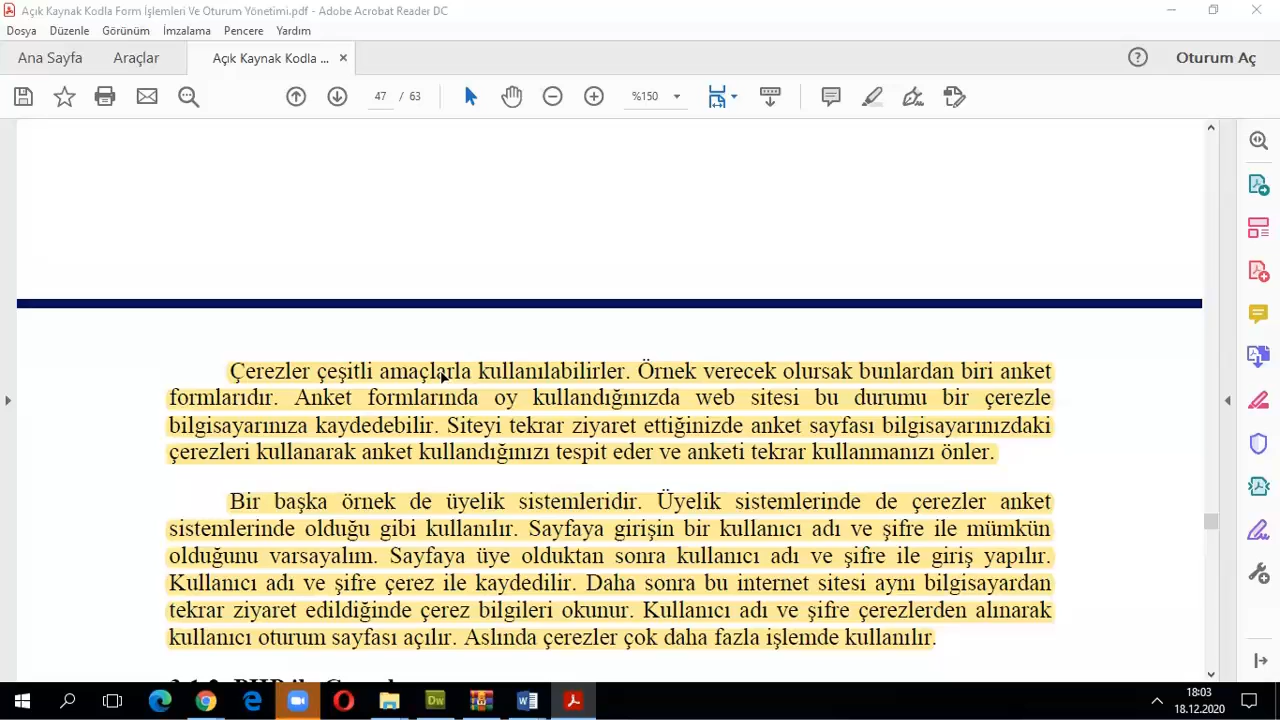 Açık Kaynak Kodla Form İşlemleri Ve Oturum Yönetimi.pdf - Adobe Acrobat Reader DC
Dosya Düzenle Görünüm İmzalama Pencere Yardım
Ana Sayfa Araçlar Açık Kaynak Kodla ... × Oturum Aç
47 / 63 %150
Çerezler çeşitli amaçlarla kullanılabilirler. Örnek verecek olursak bunlardan biri anket
formlarıdır. Anket formlarında oy kullandığınızda web sitesi bu durumu bir çerezle
bilgisayarınıza kaydedebilir. Siteyi tekrar ziyaret ettiğinizde anket sayfası bilgisayarınızdaki
çerezleri kullanarak anket kullandığınızı tespit eder ve anketi tekrar kullanmanızı önler.
Bir başka örnek de üyelik sistemleridir. Üyelik sistemlerinde de çerezler anket
sistemlerinde olduğu gibi kullanılır. Sayfaya girişin bir kullanıcı adı ve şifre ile mümkün
olduğunu varsayalım. Sayfaya üye olduktan sonra kullanıcı adı ve şifre ile giriş yapılır.
Kullanıcı adı ve şifre çerez ile kaydedilir. Daha sonra bu internet sitesi aynı bilgisayardan
tekrar ziyaret edildiğinde çerez bilgileri okunur. Kullanıcı adı ve şifre çerezlerden alınarak
kullanıcı oturum sayfası açılır. Aslında çerezler çok daha fazla işlemde kullanılır.
Dw
18:03
18.12.2020